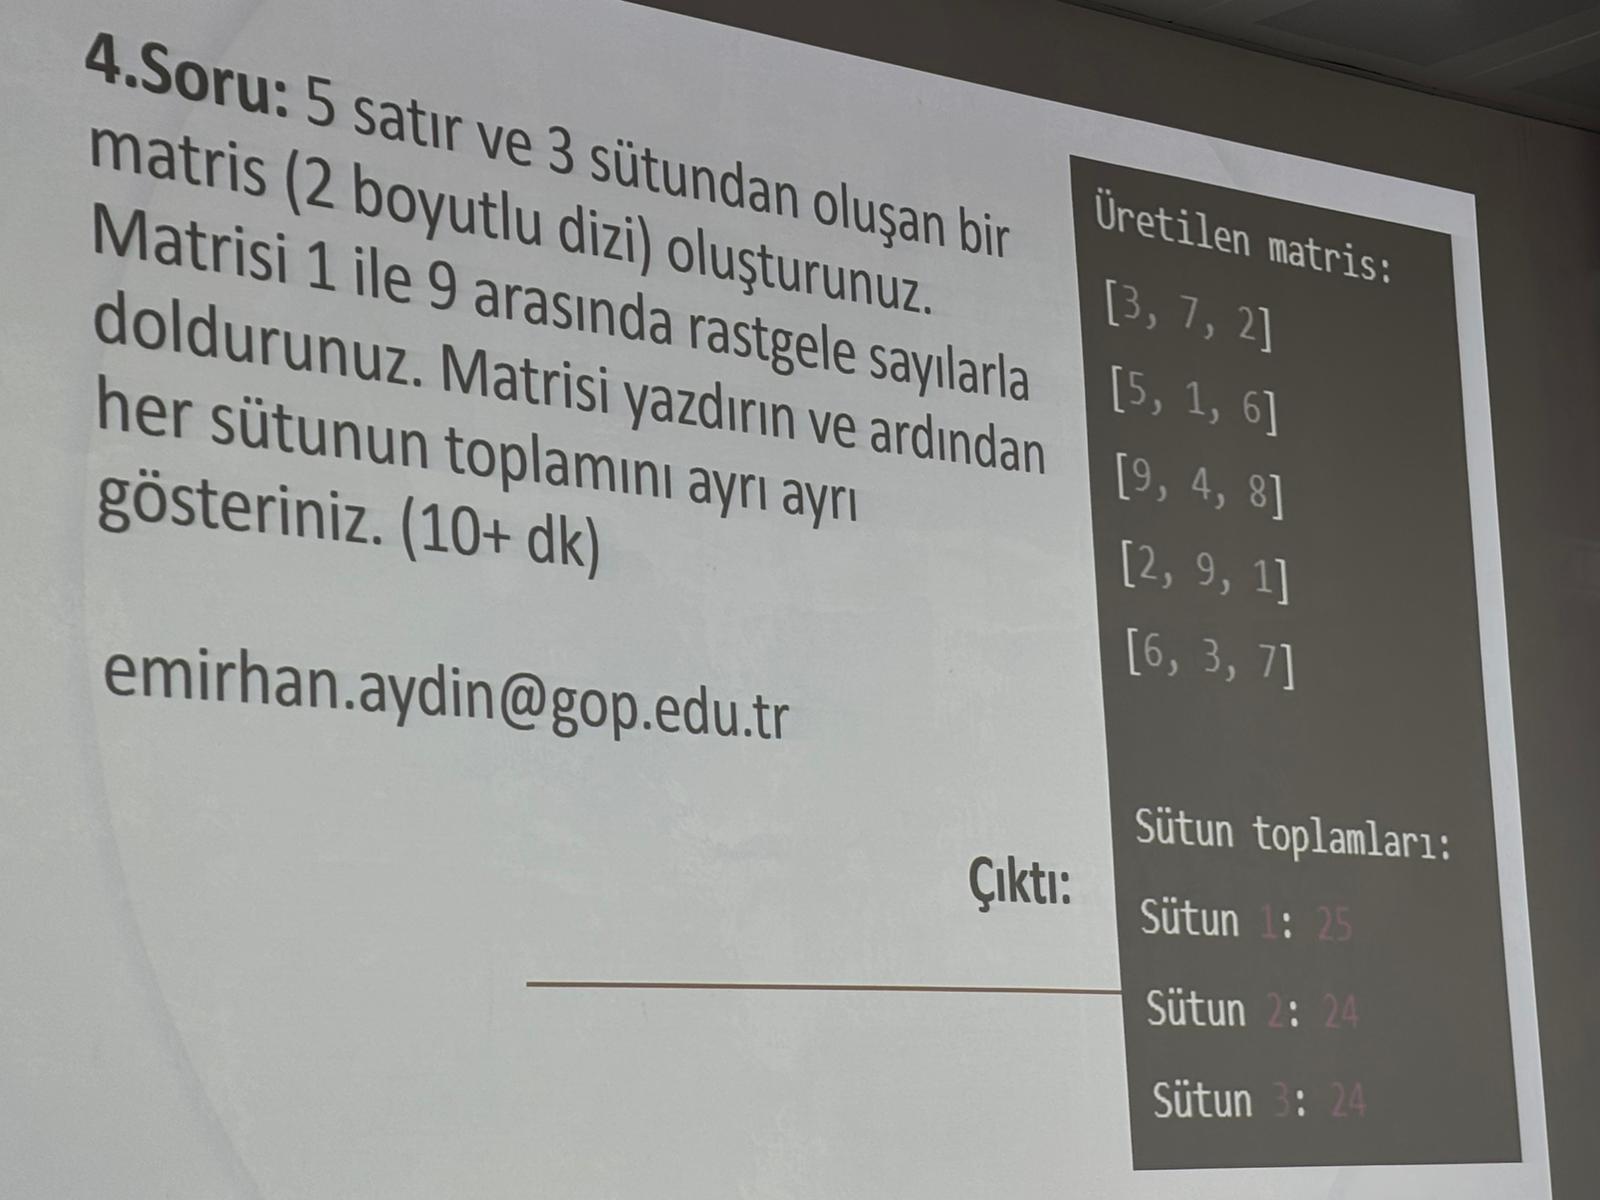 4.Soru: 5 satır ve 3 sütundan oluşan bir
matris (2 boyutlu dizi) oluşturunuz.
Matrisi 1 ile 9 arasında rastgele sayılarla
doldurunuz. Matrisi yazdırın ve ardından
her sütunun toplamını ayrı ayrı
gösteriniz. (10+ dk)
emirhan.aydin@gop.edu.tr
Çıktı:
Üretilen matris:
[3, 7, 2]
[5, 1, 6]
[9, 4, 8]
[2, 9, 1]
[6, 3, 7]
Sütun toplamları:
Sütun 1: 25
Sütun 2: 24
Sütun 3: 24